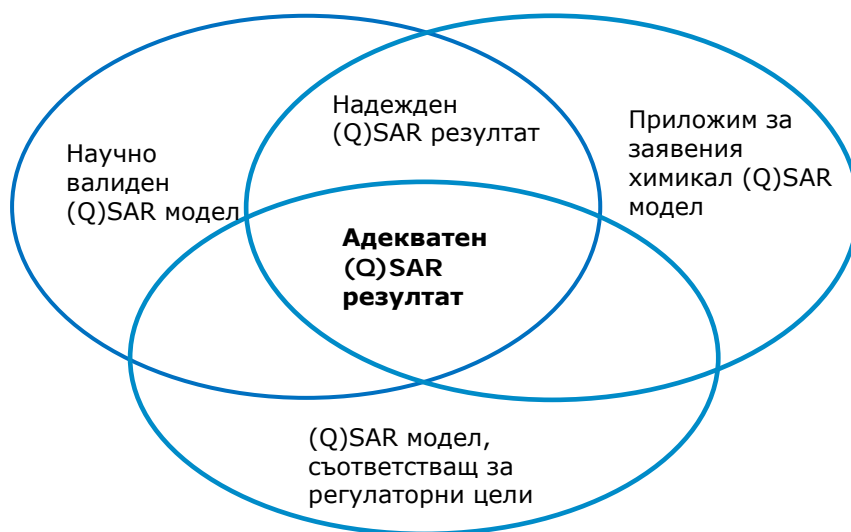 Научно
валиден
(Q)SAR модел
Надежден
(Q)SAR резултат
Приложим за
заявения
химикал (Q)SAR
модел
Адекватен
(Q)SAR
резултат
(Q)SAR модел,
съответстващ за
регулаторни цели